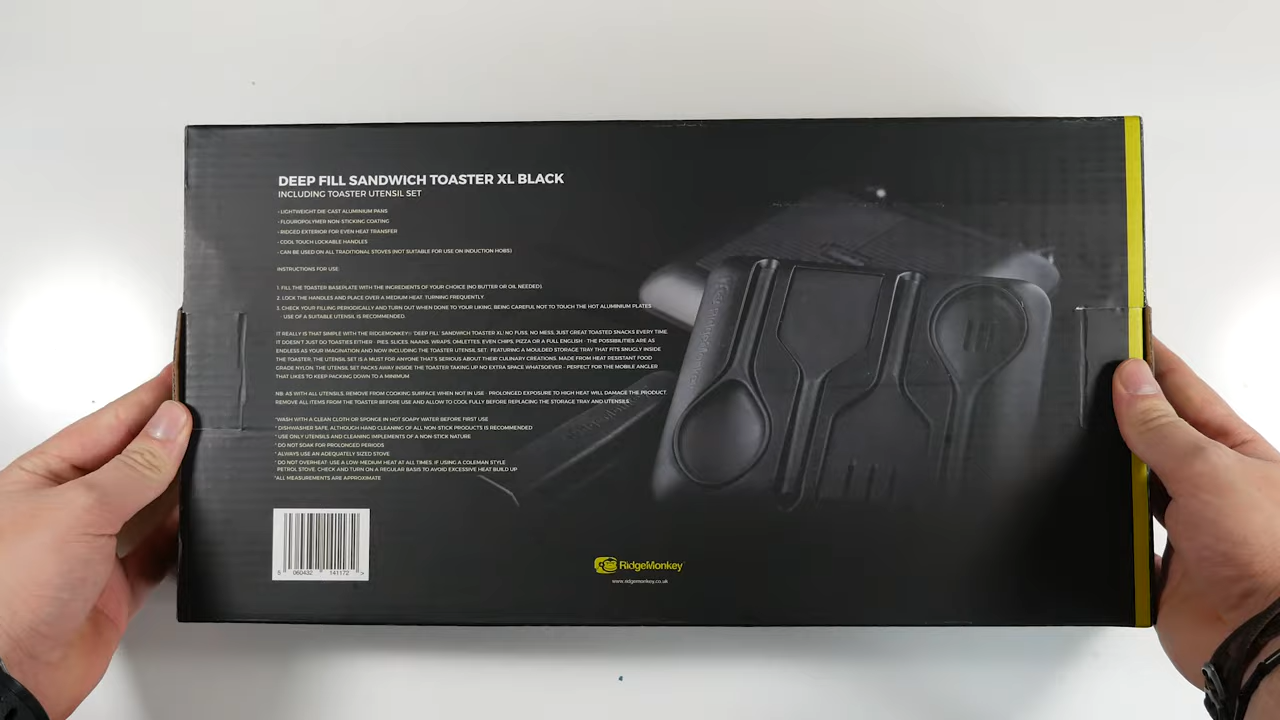 DEEP FILL SANDWICH TOASTER XL BLACK
INCLUDING TOASTER UTENSIL SET
- LIGHTWEIGHT DIE CAST ALUMINIUM PANS
- FLOUROPOLYMER NON-STICKING COATING
- RIDGED EXTERIOR FOR EVEN HEAT TRANSFER
- COOL TOUCH LOCKABLE HANDLES
- CAN BE USED ON ALL TRADITIONAL STOVES (NOT SUITABLE FOR USE ON INDUCTION HOBS)
INSTRUCTIONS FOR USE:
1. FILL THE TOASTER BASEPLATE WITH THE INGREDIENTS OF YOUR CHOICE (NO BUTTER OR OIL NEEDED)
2. LOCK THE HANDLES AND PLACE OVER A MEDIUM HEAT. TURNING FREQUENTLY.
3. CHECK YOUR FILLING PERIODICALLY AND TURN OUT WHEN DONE TO YOUR LIKING, BEING CAREFUL NOT TO TOUCH THE HOT ALUMINIUM PLATES -
USE OF A SUITABLE UTENSIL IS RECOMMENDED.
IT REALLY IS THAT SIMPLE WITH THE RIDGEMONKEY® 'DEEP FILL' SANDWICH TOASTER XL! NO FUSS, NO MESS, JUST GREAT TOASTED SNACKS EVERY TIME.
IT DOESN'T JUST DO TOASTIES EITHER - PIES, SLICES, NAANS, WRAPS, OMLETTES, EVEN CHIPS, PIZZA OR A FULL ENGLISH - THE POSSIBILITIES ARE AS
ENDLESS AS YOUR IMAGINATION AND NOW INCLUDING THE TOASTER UTENSIL SET. FEATURING A MOULDED STORAGE TRAY THAT FITS SNUGLY INSIDE
THE TOASTER, THE UTENSIL SET IS A MUST FOR ANYONE THAT'S SERIOUS ABOUT THEIR CULINARY CREATIONS. MADE FROM HEAT RESISTANT FOOD
GRADE NYLON, THE UTENSIL SET PACKS AWAY INSIDE THE TOASTER TAKING UP NO EXTRA SPACE WHATSOEVER - PERFECT FOR THE MOBILE ANGLER
THAT LIKES TO KEEP PACKING DOWN TO A MINIMUM
NB. AS WITH ALL UTENSILS, REMOVE FROM COOKING SURFACE WHEN NOT IN USE - PROLONGED EXPOSURE TO HIGH HEAT WILL DAMAGE THE PRODUCT.
REMOVE ALL ITEMS FROM THE TOASTER BEFORE USE AND ALLOW TO COOL FULLY BEFORE REPLACING THE STORAGE TRAY AND UTENSILS.
*WASH WITH A CLEAN CLOTH OR SPONGE IN HOT SOAPY WATER BEFORE FIRST USE
* DISHWASHER SAFE, ALTHOUGH HAND CLEANING OF ALL NON-STICK PRODUCTS IS RECOMMENDED
* USE ONLY UTENSILS AND CLEANING IMPLEMENTS OF A NON-STICK NATURE
* DO NOT SOAK FOR PROLONGED PERIODS
* ALWAYS USE AN ADEQUATELY SIZED STOVE
* DO NOT OVERHEAT. USE A LOW MEDIUM HEAT AT ALL TIMES. IF USING A COLEMAN STYLE
PETROL STOVE, CHECK AND TURN ON A REGULAR BASIS TO AVOID EXCESSIVE HEAT BUILD UP
*ALL MEASUREMENTS ARE APPROXIMATE
5 060432 141172 >
RidgeMonkey
www.ridgemonkey.co.uk